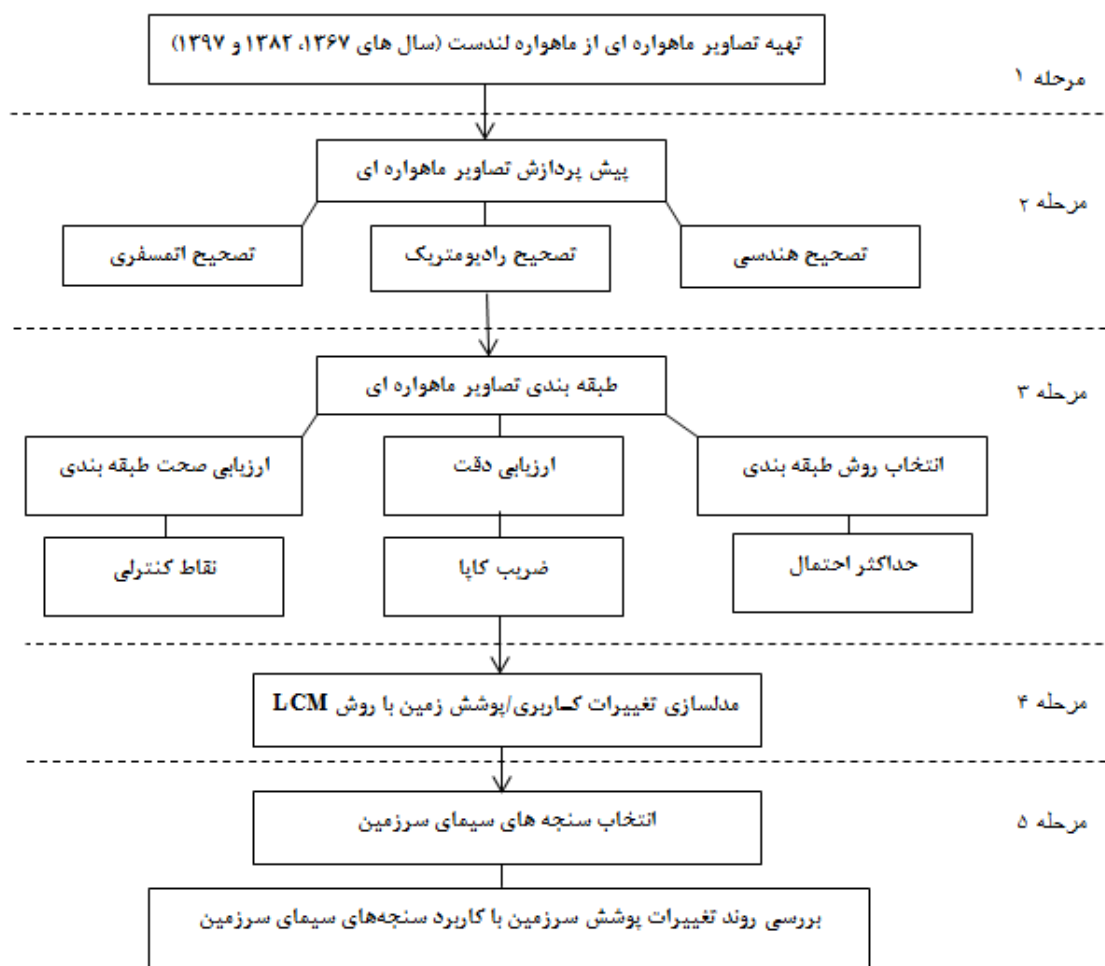 تهیه تصاویر ماهواره ای از ماهواره لندست (سال های ۱۳۶۷، ۱۳۸۲ و ۱۳۹۷)
مرحله ۱
پیش پردازش تصاویر ماهواره ای
مرحله ۲
تصحیح هندسی
تصحیح رادیومتریک
تصحیح اتمسفری
طبقه بندی تصاویر ماهواره ای
مرحله ۳
انتخاب روش طبقه بندی
ارزیابی دقت
ارزیابی صحت طبقه بندی
حداکثر احتمال
ضریب کاپا
نقاط کنترلی
مدلسازی تغییرات کـاربری/پوشش زمین با روش LCM
مرحله ۴
انتخاب سنجه های سیمای سرزمین
مرحله ۵
بررسی روند تغییرات پوشش سرزمین با کاربرد سنجه‌های سیمای سرزمین